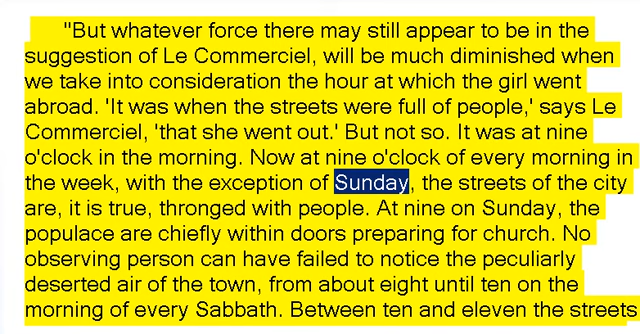 "But whatever force there may still appear to be in the
suggestion of Le Commerciel, will be much diminished when
we take into consideration the hour at which the girl went
abroad. 'It was when the streets were full of people,' says Le
Commerciel, 'that she went out.' But not so. It was at nine
o'clock in the morning. Now at nine o'clock of every morning in
the week, with the exception of Sunday, the streets of the city
are, it is true, thronged with people. At nine on Sunday, the
populace are chiefly within doors preparing for church. No
observing person can have failed to notice the peculiarly
deserted air of the town, from about eight until ten on the
morning of every Sabbath. Between ten and eleven the streets